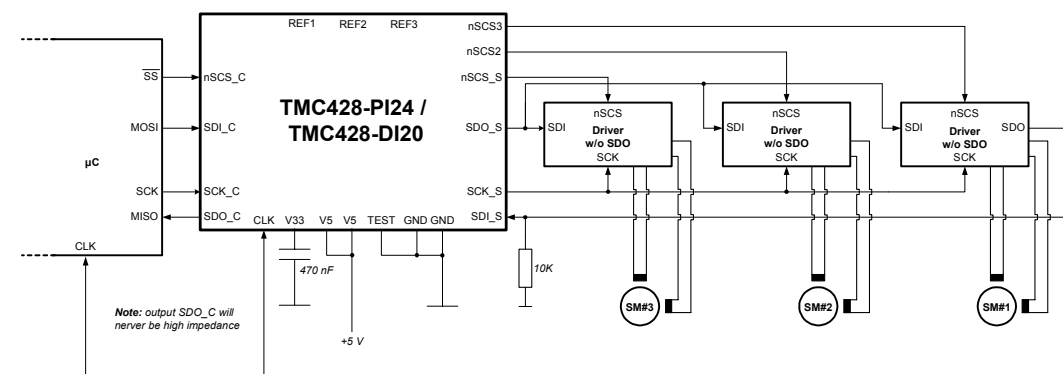 REF1
REF2
REF3
nSCS3
nSCS2
nSCS_S
SS
nSCS_C
TMC428-PI24 /
TMC428-DI20
MOSI
SDI_C
SDO_S
µC
SCK
SCK_C
SCK_S
MISO
SDO_C
CLK
V33
V5
V5
TEST
GND
GND
SDI_S
CLK
470 nF
10K
+5 V
Note: output SDO_C will
nerver be high impedance
nSCS
SDI
Driver
w/o SDO
SCK
nSCS
SDI
Driver
w/o SDO
SCK
nSCS
SDI
SDO
Driver
w/o SDO
SCK
SM#3
SM#2
SM#1